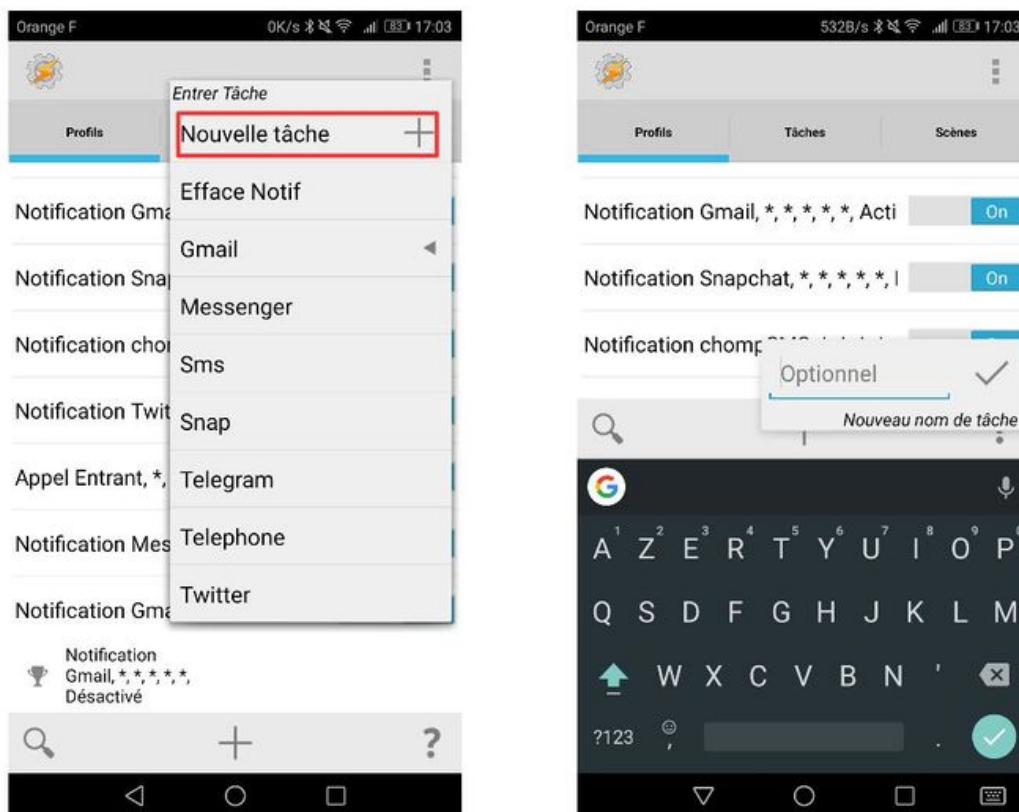 Orange F 0K/s 83 17:03
Entrer Tâche
Profils
Nouvelle tâche
Efface Notif
Notification Gma
Gmail
Notification Snap
Messenger
Notification cho
Sms
Notification Twit
Snap
Appel Entrant, *,
Telegram
Notification Mes
Telephone
Notification Gma
Twitter
Notification
Gmail, *, *, *, *, *,
Désactivé
?
Orange F 532B/s 83 17:03
Profils Tâches Scènes
Notification Gmail, *, *, *, *, *, Acti On
Notification Snapchat, *, *, *, *, *, On
Notification chomp
Optionnel
Nouveau nom de tâche
G
A 1 Z 2 E 3 R 4 T 5 Y 6 U 7 I 8 O 9 P
Q S D F G H J K L M
W X C V B N '
?123 , .